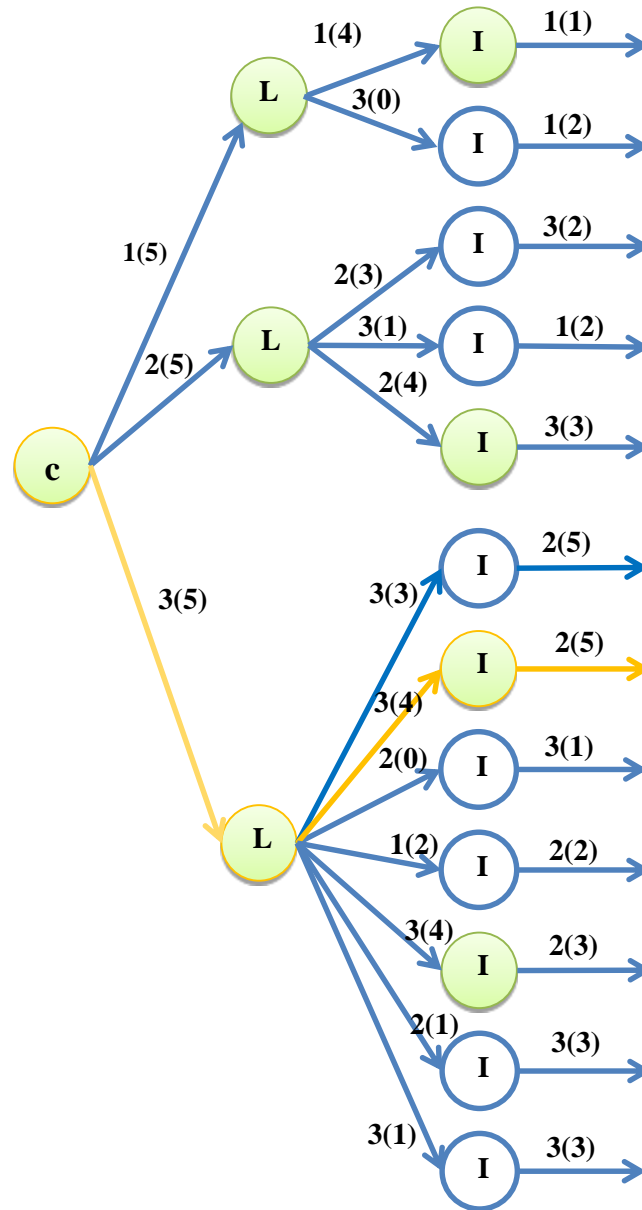 1(4)
I
1(1)
L
3(0)
I
1(2)
1(5)
2(3)
I
3(2)
2(5)
L
3(1)
I
1(2)
2(4)
I
3(3)
c
3(5)
3(3)
I
2(5)
3(4)
I
2(5)
2(0)
I
3(1)
L
1(2)
I
2(2)
3(4)
I
2(3)
2(1)
I
3(3)
3(1)
I
3(3)